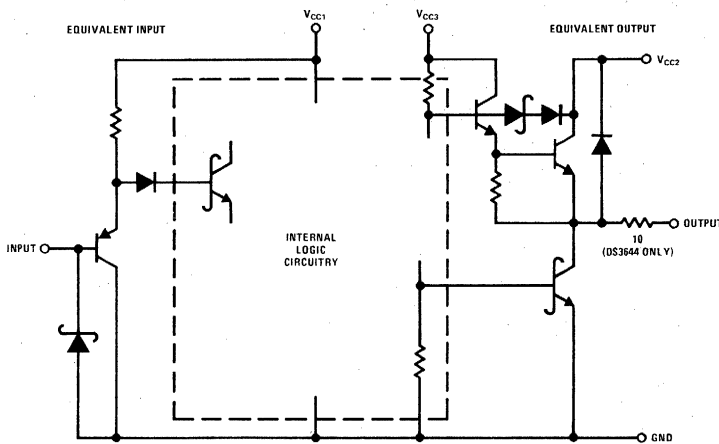 EQUIVALENT INPUT
VCC1
VCC3
EQUIVALENT OUTPUT
VCC2
INPUT
INTERNAL
LOGIC
CIRCUITRY
OUTPUT
10
(DS3644 ONLY)
GND